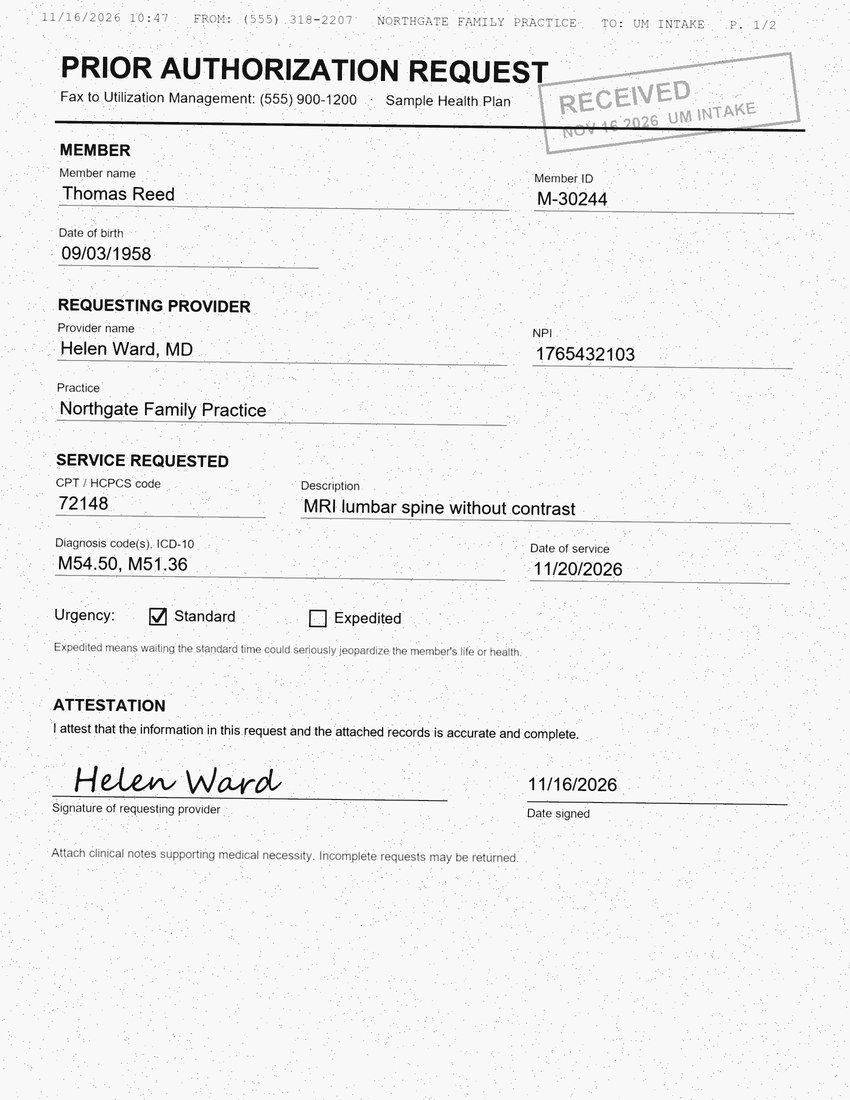 11/16/2026 10:47 FROM: (555) 318-2207 NORTHGATE FAMILY PRACTICE TO: UM INTAKE P. 1/2
PRIOR AUTHORIZATION REQUEST
Fax to Utilization Management: (555) 900-1200 · Sample Health Plan
RECEIVED
NOV 16 2026 UM INTAKE
MEMBER
Member name
Thomas Reed
Member ID
M-30244
Date of birth
09/03/1958
REQUESTING PROVIDER
Provider name
Helen Ward, MD
NPI
1765432103
Practice
Northgate Family Practice
SERVICE REQUESTED
CPT / HCPCS code
72148
Description
MRI lumbar spine without contrast
Diagnosis code(s), ICD-10
M54.50, M51.36
Date of service
11/20/2026
Urgency: Standard Expedited
Expedited means waiting the standard time could seriously jeopardize the member's life or health.
ATTESTATION
I attest that the information in this request and the attached records is accurate and complete.
Helen Ward
Signature of requesting provider
11/16/2026
Date signed
Attach clinical notes supporting medical necessity. Incomplete requests may be returned.